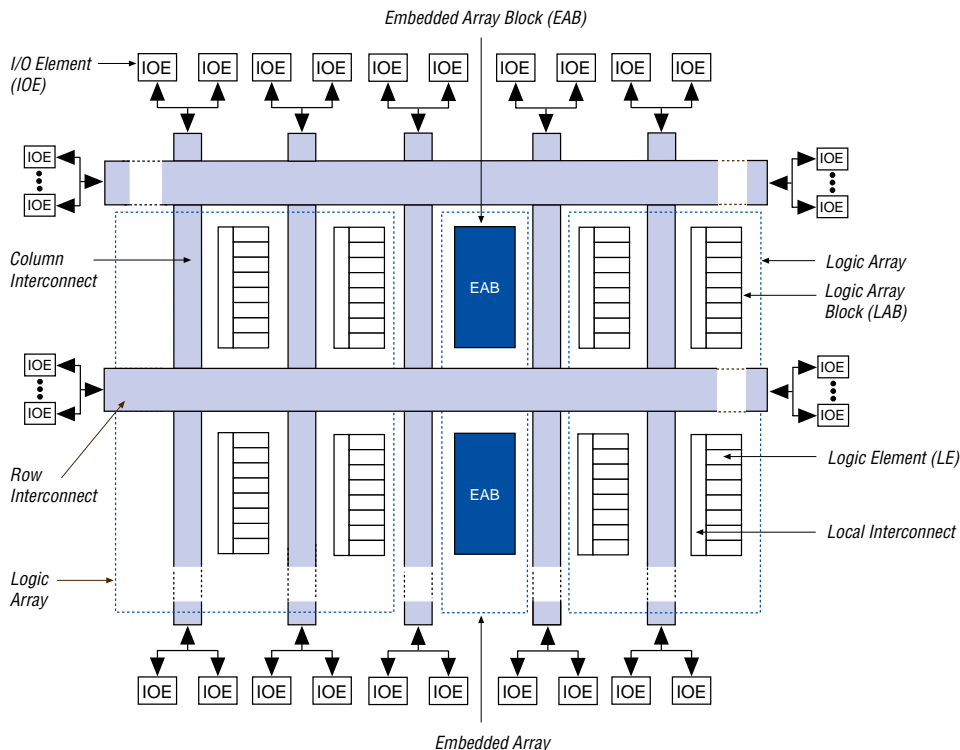 Embedded Array Block (EAB)
I/O Element
(IOE)
IOE IOE IOE IOE IOE IOE IOE IOE IOE IOE
IOE IOE
IOE IOE
Column
Interconnect
EAB
Logic Array
Logic Array
Block (LAB)
IOE IOE
IOE IOE
Row
Interconnect
EAB
Logic Element (LE)
Local Interconnect
Logic
Array
IOE IOE IOE IOE IOE IOE IOE IOE IOE IOE
Embedded Array